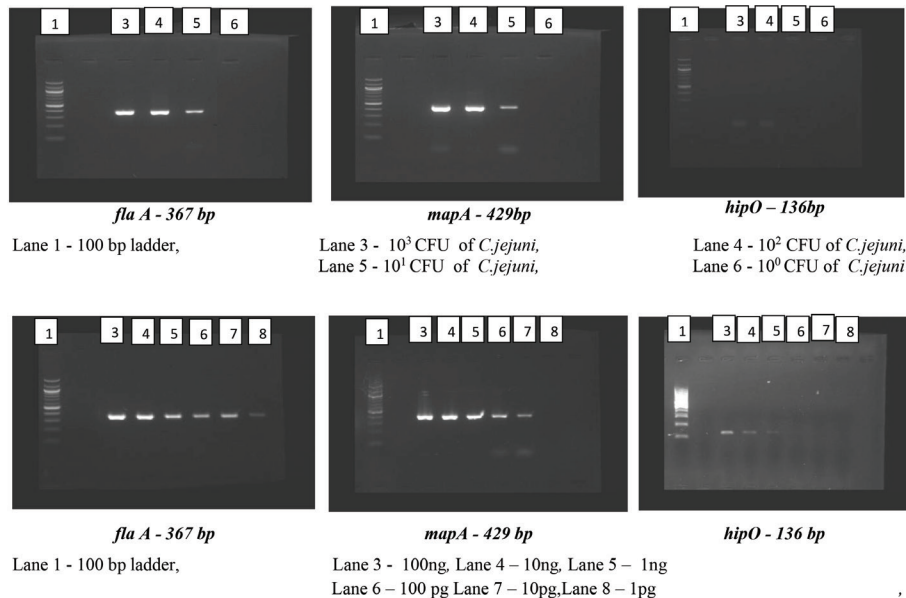 1 3 4 5 6
1 3 4 5 6
1 3 4 5 6
fla A - 367 bp
mapA - 429bp
hipO – 136bp
Lane 1 - 100 bp ladder,
Lane 3 - 10³ CFU of C.jejuni,
Lane 4 - 10² CFU of C.jejuni,
Lane 5 - 10¹ CFU of C.jejuni,
Lane 6 - 10⁰ CFU of C.jejuni
1 3 4 5 6 7 8
1 3 4 5 6 7 8
1 3 4 5 6 7 8
fla A - 367 bp
mapA - 429 bp
hipO - 136 bp
Lane 1 - 100 bp ladder,
Lane 3 - 100ng, Lane 4 – 10ng, Lane 5 – 1ng
Lane 6 – 100 pg Lane 7 – 10pg,Lane 8 – 1pg
,